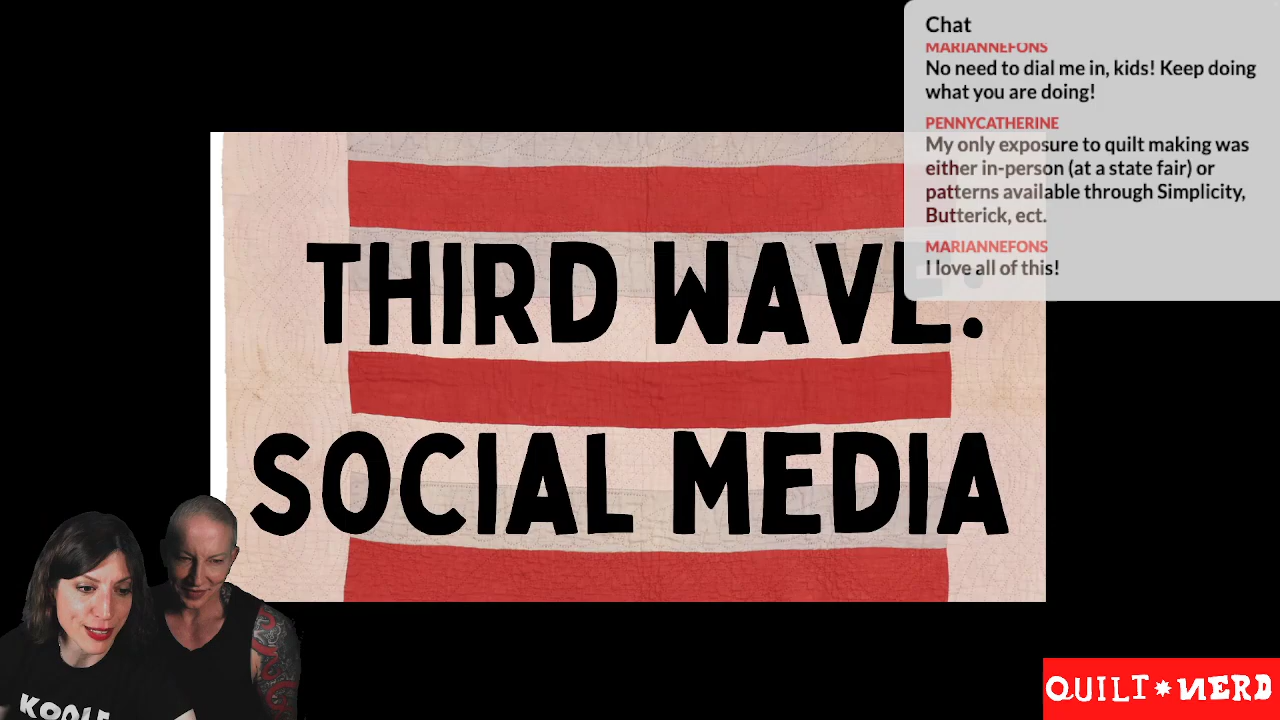 Chat
MARIANNEFONS
No need to dial me in, kids! Keep doing
what you are doing!
PENNYCATHERINE
My only exposure to quilt making was
either in-person (at a state fair) or
patterns available through Simplicity,
Butterick, ect.
MARIANNEFONS
I love all of this!
THIRD WAVE:
SOCIAL MEDIA
QUILT*NERD